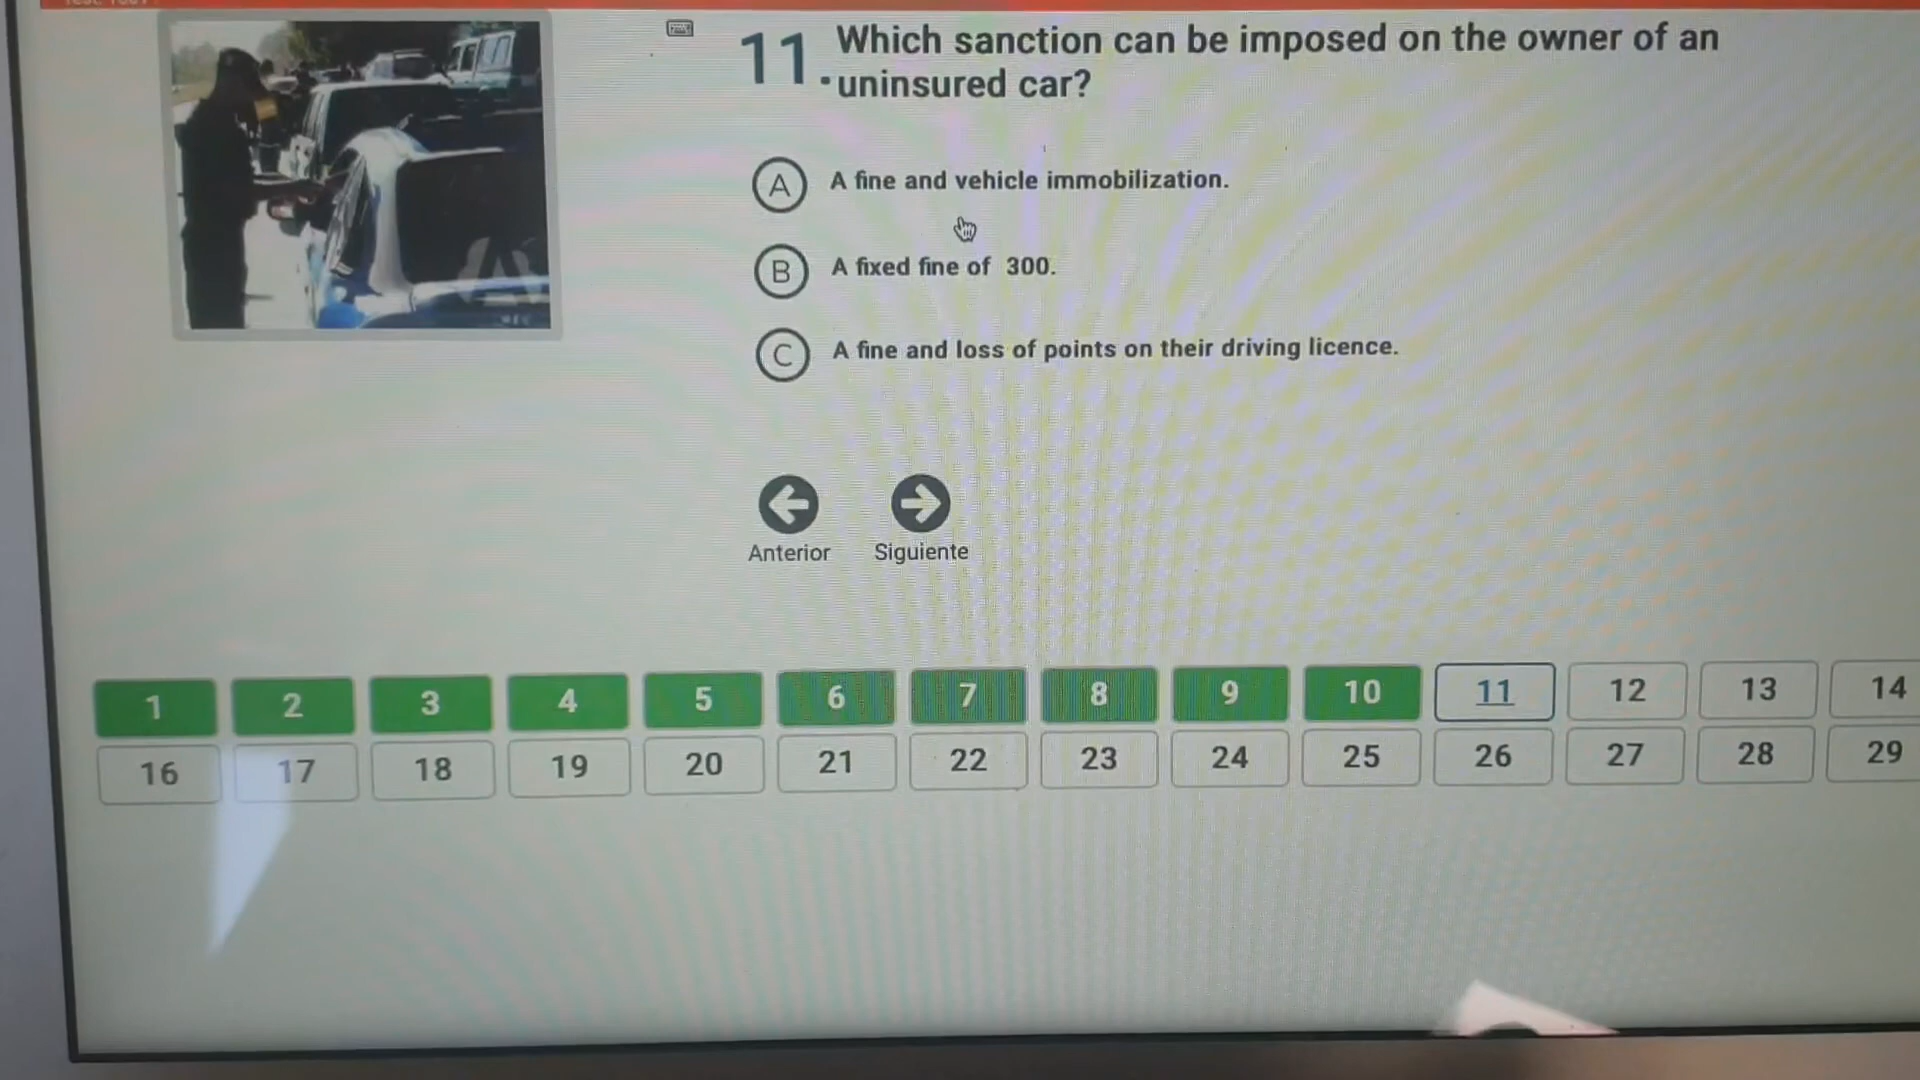 11. Which sanction can be imposed on the owner of an
uninsured car?
A A fine and vehicle immobilization.
B A fixed fine of 300.
C A fine and loss of points on their driving licence.
Anterior Siguiente
1 2 3 4 5 6 7 8 9 10 11 12 13 14
16 17 18 19 20 21 22 23 24 25 26 27 28 29